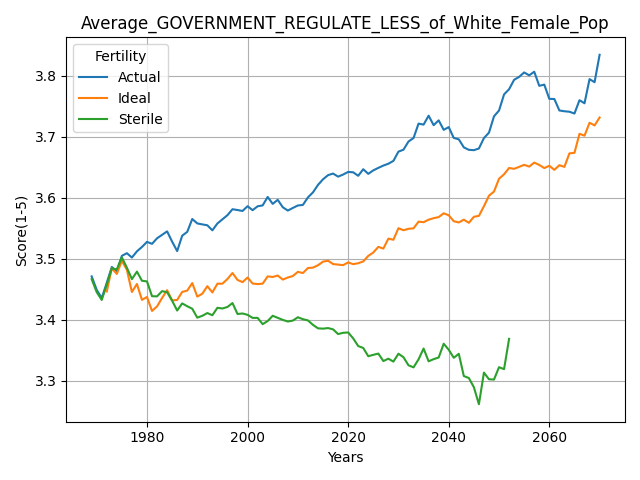 Average_GOVERNMENT_REGULATE_LESS_of_White_Female_Pop
Fertility
Actual
Ideal
Sterile
Score(1-5)
3.8
3.7
3.6
3.5
3.4
3.3
1980
2000
2020
2040
2060
Years